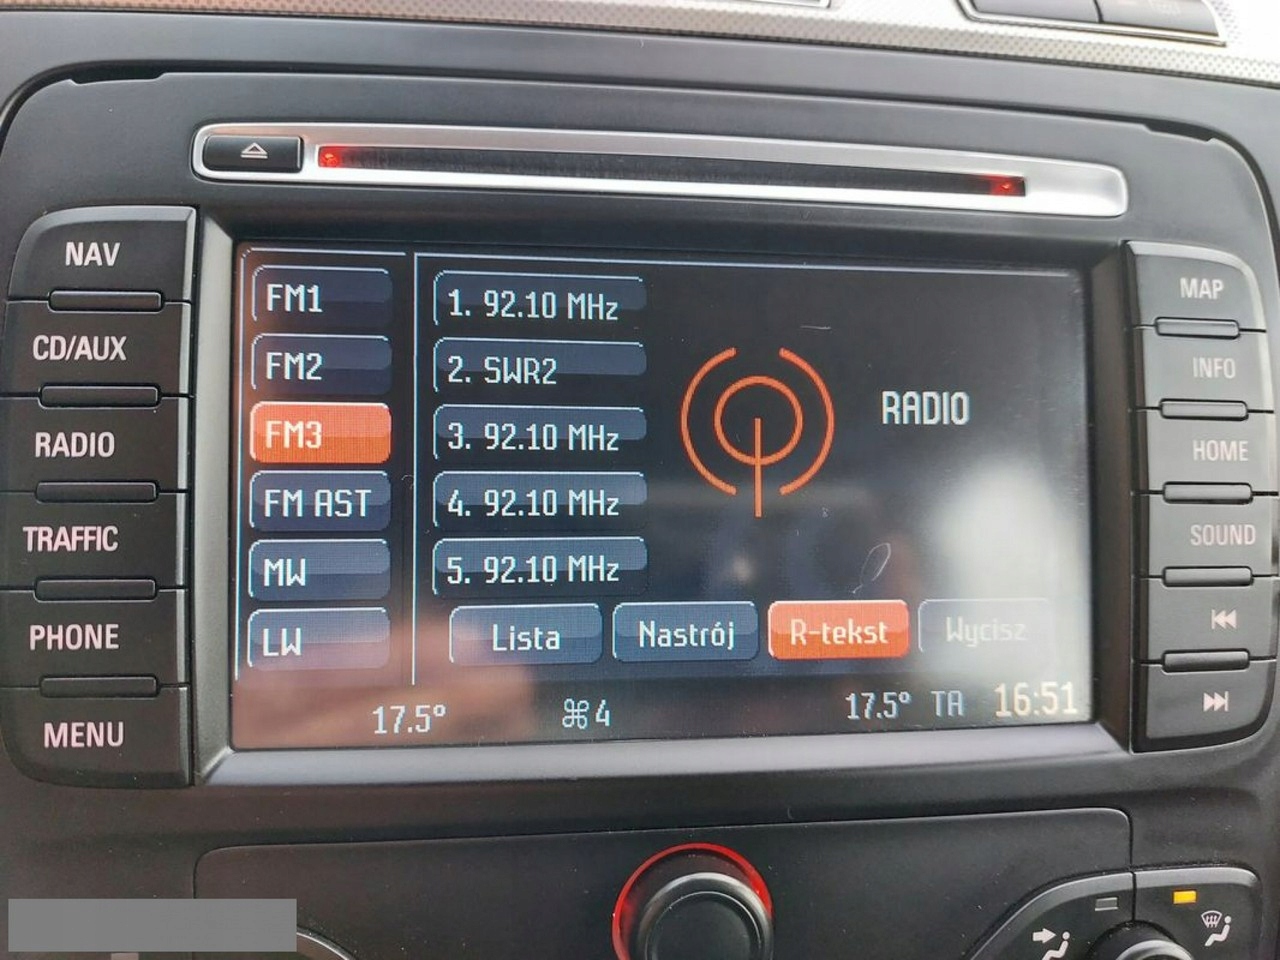 NAV
CD/AUX
RADIO
TRAFFIC
PHONE
MENU
FM1
FM2
FM3
FM AST
MW
LW
1. 92.10 MHz
2. SWR2
3. 92.10 MHz
4. 92.10 MHz
5. 92.10 MHz
RADIO
Lista
Nastrój
R-tekst
Wycisz
17.5°
4
17.5° TA 16:51
MAP
INFO
HOME
SOUND